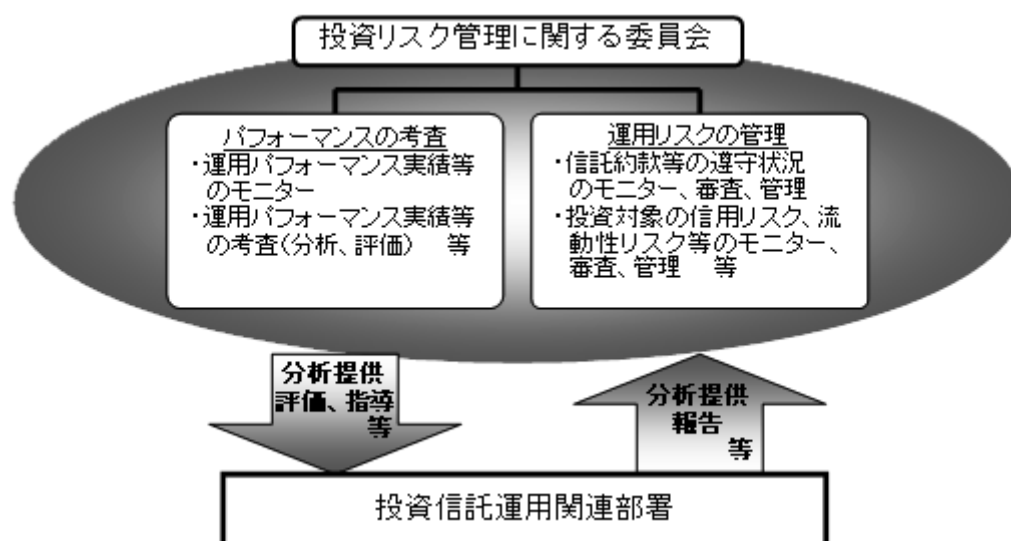 投資リスク管理に関する委員会
パフォーマンスの考査
・運用パフォーマンス実績等
のモニター
・運用パフォーマンス実績等
の考査(分析、評価) 等
運用リスクの管理
・信託約款等の遵守状況
のモニター、審査、管理
・投資対象の信用リスク、流
動性リスク等のモニター、
審査、管理 等
分析提供
評価、指導
等
分析提供
報告
等
投資信託運用関連部署